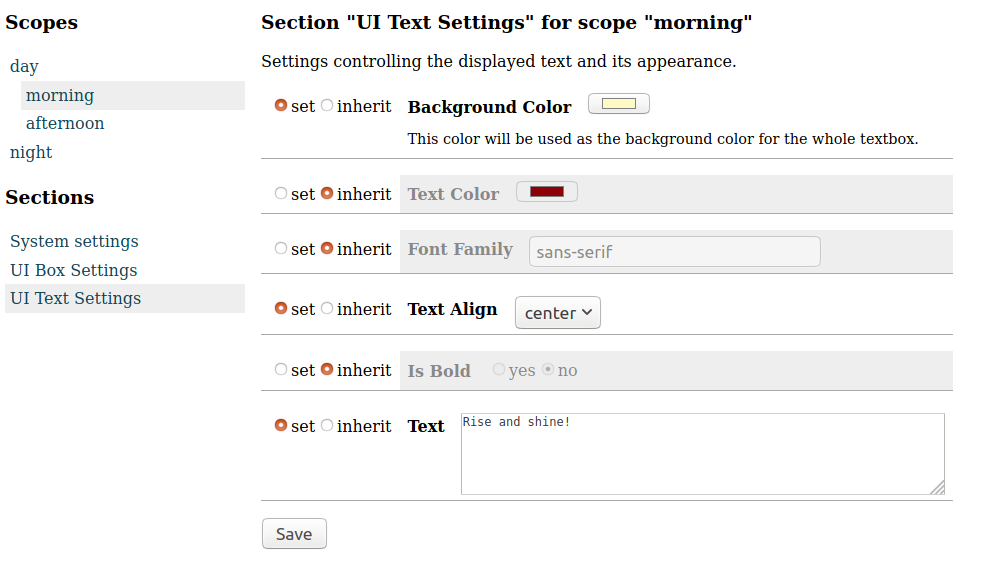 Scopes
day
morning
afternoon
night
Sections
System settings
UI Box Settings
UI Text Settings
Section "UI Text Settings" for scope "morning"
Settings controlling the displayed text and its appearance.
set inherit Background Color
This color will be used as the background color for the whole textbox.
set inherit Text Color
set inherit Font Family sans-serif
set inherit Text Align center
set inherit Is Bold yes no
set inherit Text Rise and shine!
Save